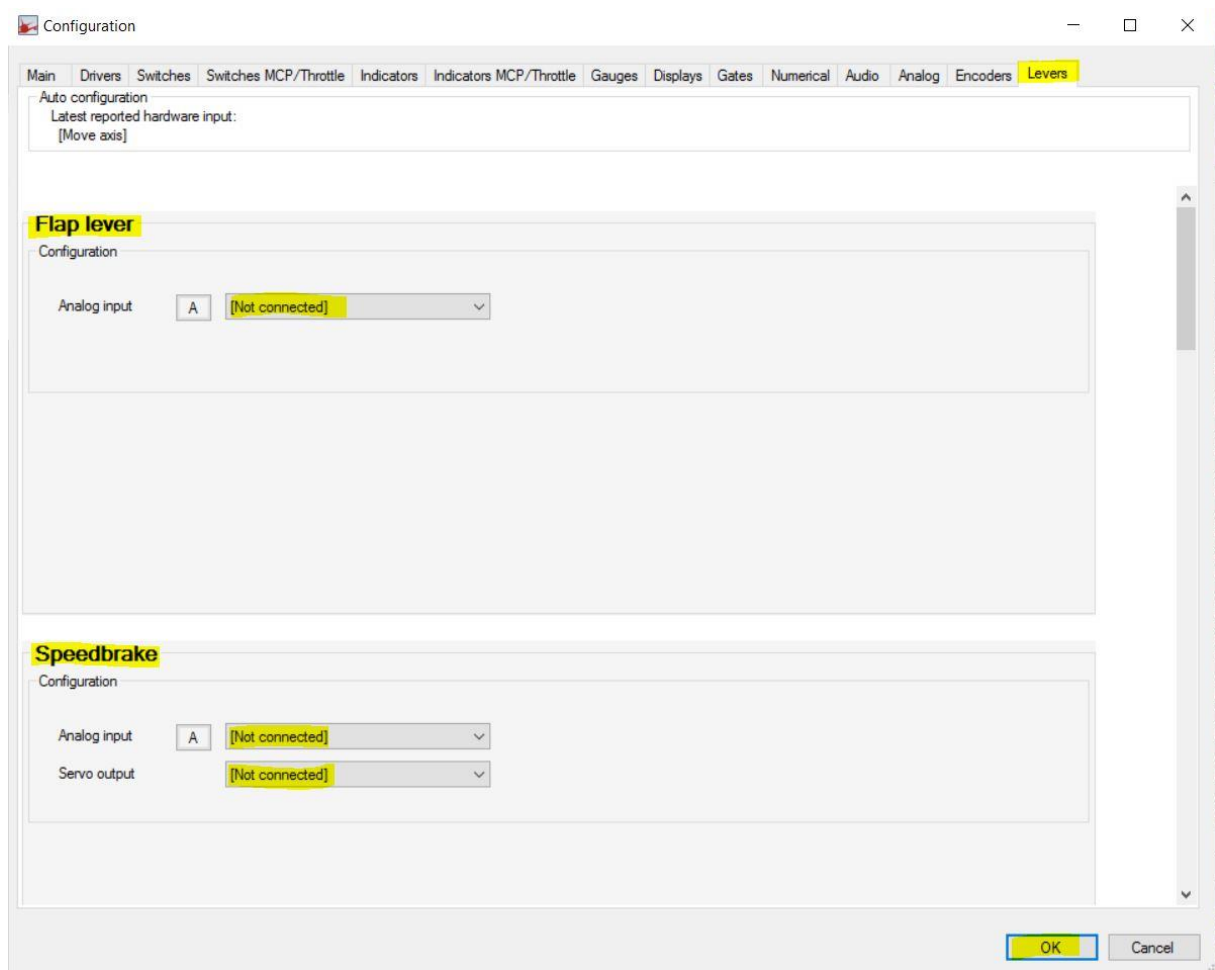 Configuration
Main Drivers Switches Switches MCP/Throttle Indicators Indicators MCP/Throttle Gauges Displays Gates Numerical Audio Analog Encoders Levers
Auto configuration
Latest reported hardware input:
[Move axis]
Flap lever
Configuration
Analog input A [Not connected]
Speedbrake
Configuration
Analog input A [Not connected]
Servo output [Not connected]
OK Cancel